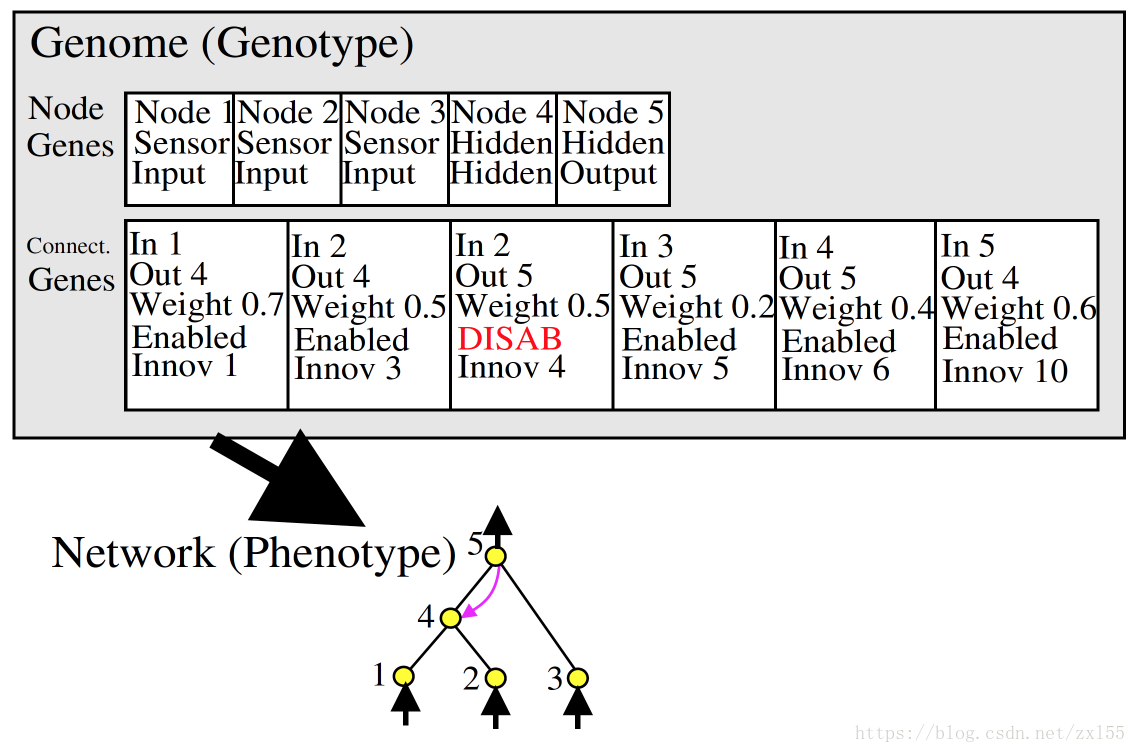 Genome (Genotype)
Node
Genes
Node 1
Sensor
Input
Node 2
Sensor
Input
Node 3
Sensor
Input
Node 4
Hidden
Hidden
Node 5
Hidden
Output
Connect.
Genes
In 1
Out 4
Weight 0.7
Enabled
Innov 1
In 2
Out 4
Weight 0.5
Enabled
Innov 3
In 2
Out 5
Weight 0.5
DISAB
Innov 4
In 3
Out 5
Weight 0.2
Enabled
Innov 5
In 4
Out 5
Weight 0.4
Enabled
Innov 6
In 5
Out 4
Weight 0.6
Enabled
Innov 10
Network (Phenotype)
5
4
1
2
3
https://blog.csdn.net/zxl55